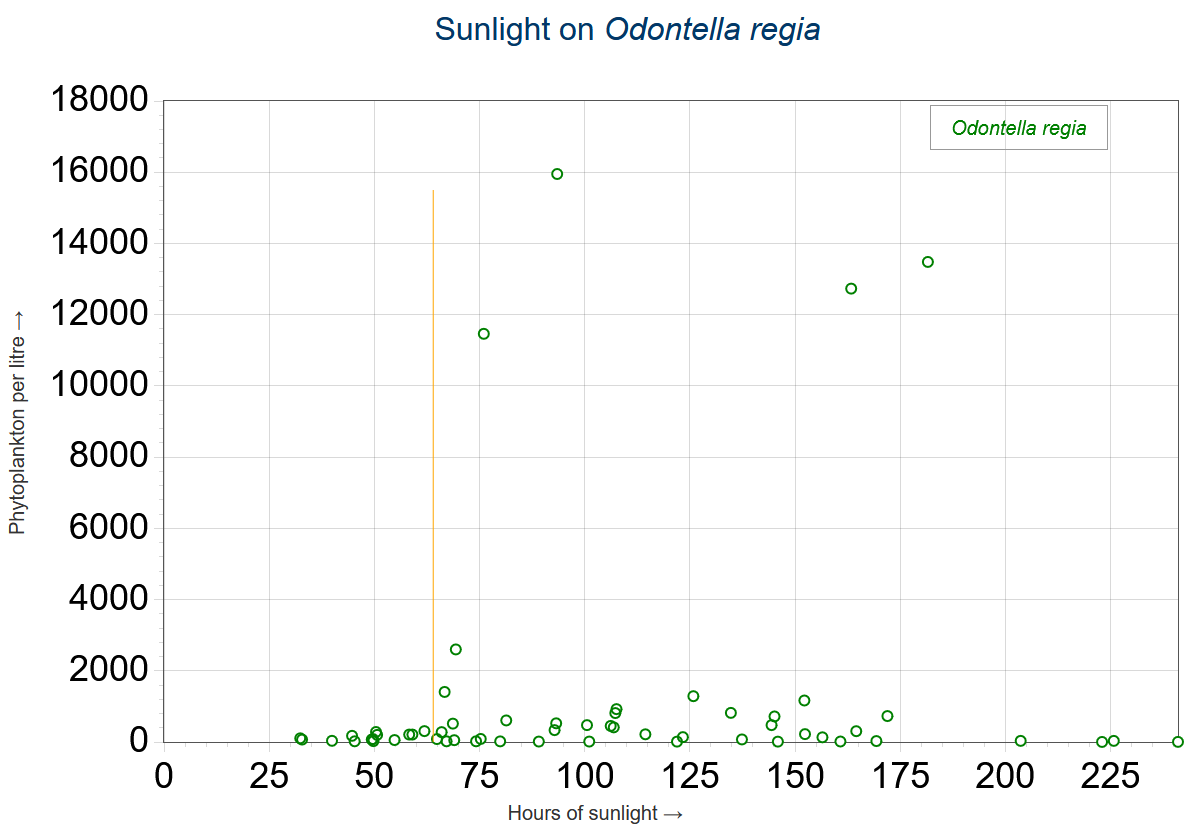 Sunlight on Odontella regia
Odontella regia
18000
16000
14000
12000
10000
8000
6000
4000
2000
0
Phytoplankton per litre →
0 25 50 75 100 125 150 175 200 225
Hours of sunlight →